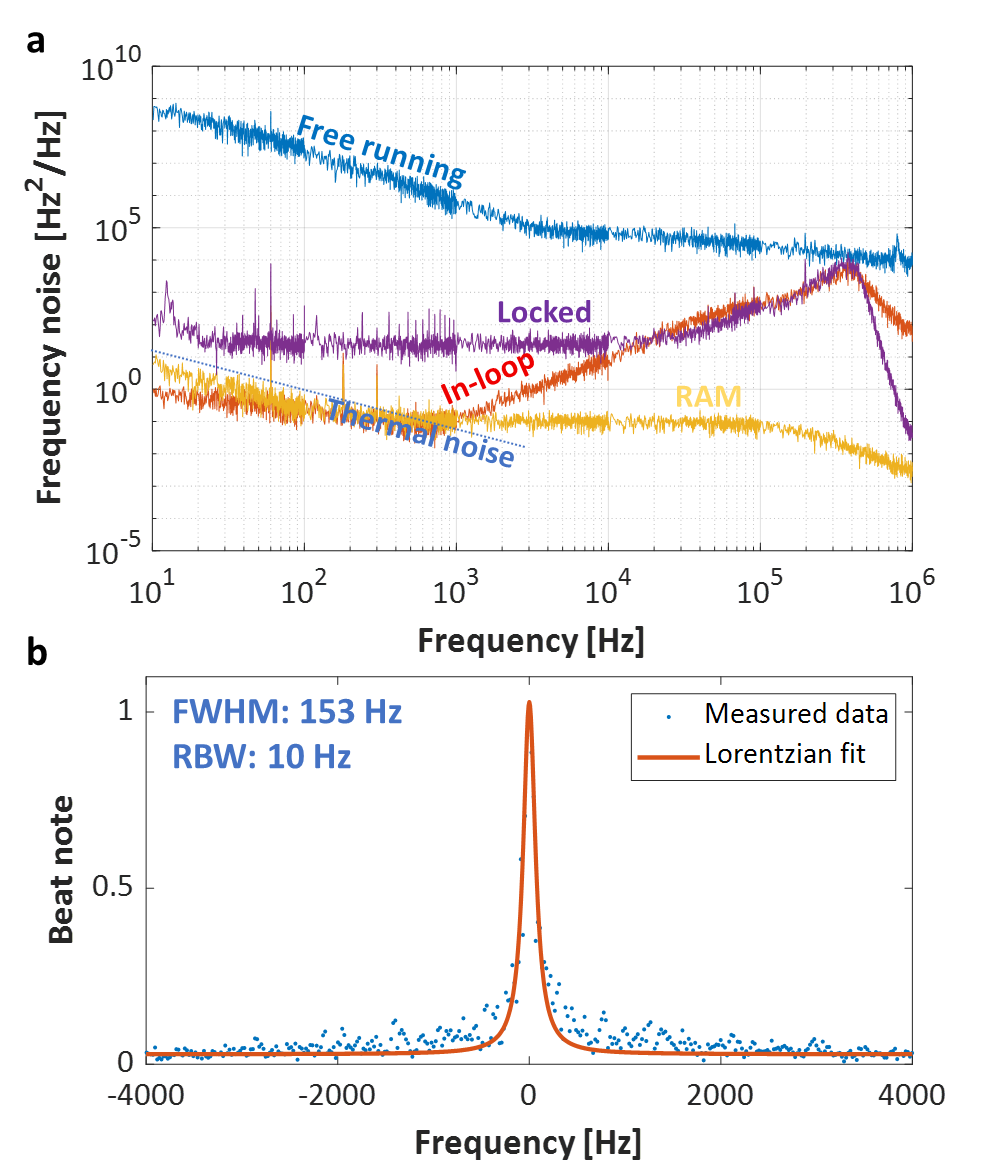 a
10^10
10^5
10^0
10^-5
Frequency noise [Hz^2/Hz]
Free running
Locked
In-loop
RAM
Thermal noise
10^1 10^2 10^3 10^4 10^5 10^6
Frequency [Hz]
b
FWHM: 153 Hz
RBW: 10 Hz
Measured data
Lorentzian fit
1
0.5
0
Beat note
-4000 -2000 0 2000 4000
Frequency [Hz]